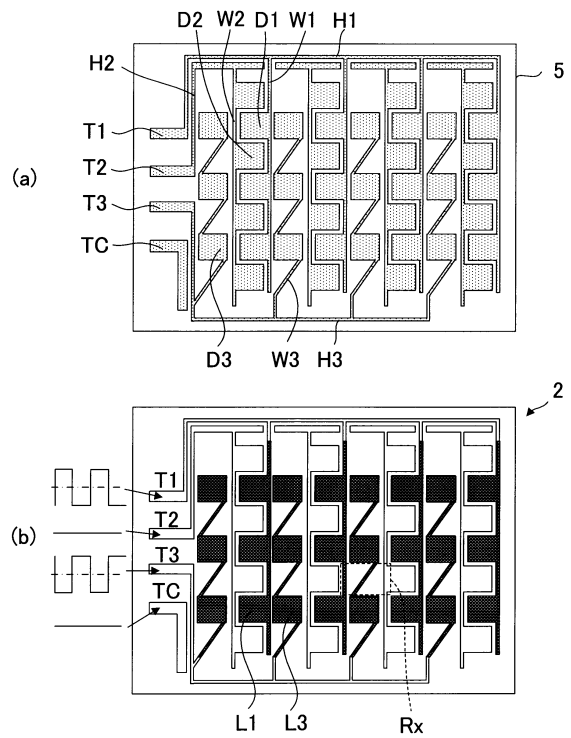 D2 W2 D1 W1 H1
H2
5
T1
(a)
T2
T3
TC
D3 W3 H3
2
T1
(b)
T2
T3
TC
L1 L3 Rx